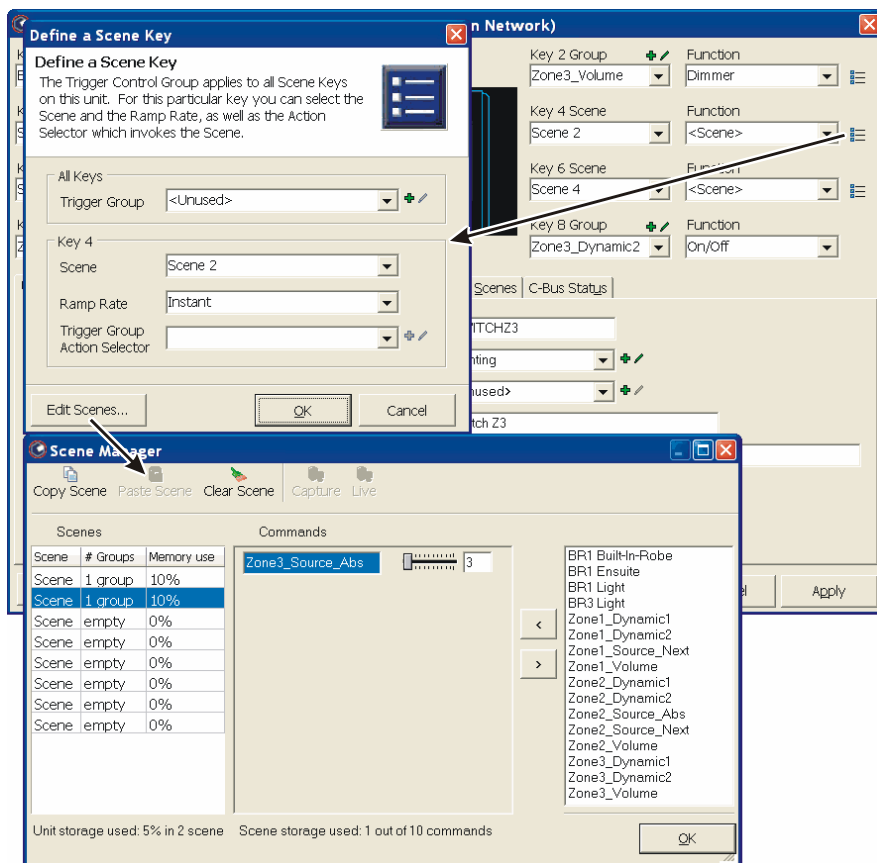 n Network)
Define a Scene Key
Define a Scene Key
The Trigger Control Group applies to all Scene Keys
on this unit. For this particular key you can select the
Scene and the Ramp Rate, as well as the Action
Selector which invokes the Scene.
All Keys
Trigger Group <Unused>
Key 4
Scene Scene 2
Ramp Rate Instant
Trigger Group
Action Selector
Edit Scenes... OK Cancel
Key 2 Group Function
Zone3_Volume Dimmer
Key 4 Scene Function
Scene 2 <Scene>
Key 6 Scene Function
Scene 4 <Scene>
Key 8 Group Function
Zone3_Dynamic2 On/Off
Scenes C-Bus Status
ITCHZ3
nting
nused>
tch Z3
Apply
Scene Manager
Copy Scene Paste Scene Clear Scene Capture Live
Scenes Commands
Scene # Groups Memory use
Scene 1 group 10%
Scene 1 group 10%
Scene empty 0%
Scene empty 0%
Scene empty 0%
Scene empty 0%
Scene empty 0%
Scene empty 0%
Zone3_Source_Abs 3
<
>
BR1 Built-In-Robe
BR1 Ensuite
BR1 Light
BR3 Light
Zone1_Dynamic1
Zone1_Dynamic2
Zone1_Source_Next
Zone1_Volume
Zone2_Dynamic1
Zone2_Dynamic2
Zone2_Source_Abs
Zone2_Source_Next
Zone2_Volume
Zone3_Dynamic1
Zone3_Dynamic2
Zone3_Volume
Unit storage used: 5% in 2 scene Scene storage used: 1 out of 10 commands
OK